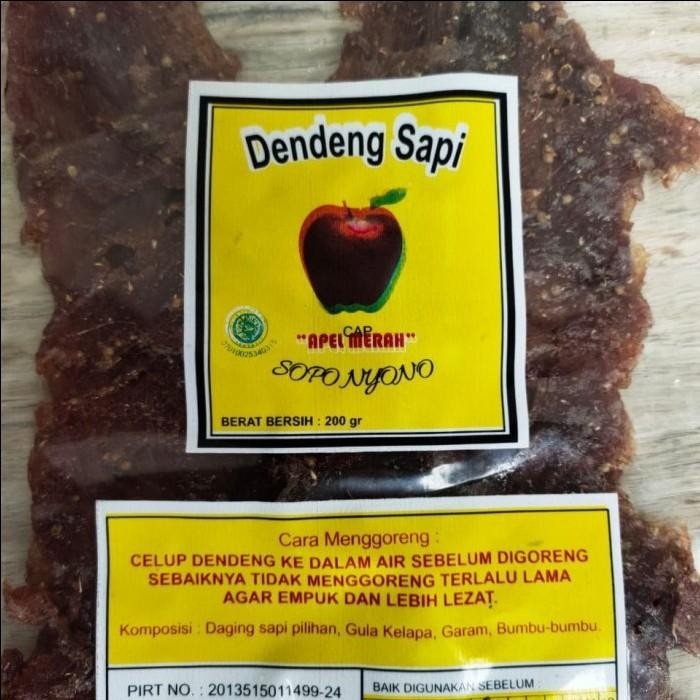 Dendeng Sapi
CAP
"APEL MERAH"
SOPO NYONO
BERAT BERSIH : 200 gr
Cara Menggoreng :
CELUP DENDENG KE DALAM AIR SEBELUM DIGORENG
SEBAIKNYA TIDAK MENGGORENG TERLALU LAMA
AGAR EMPUK DAN LEBIH LEZAT.
Komposisi : Daging sapi pilihan, Gula Kelapa, Garam, Bumbu-bumbu.
PIRT NO. : 2013515011499-24
BAIK DIGUNAKAN SEBELUM :